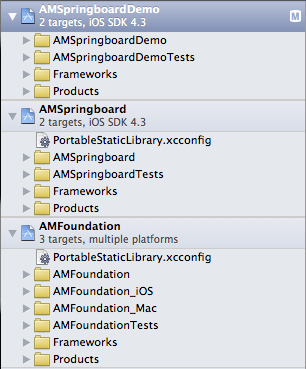 AMSpringboardDemo
2 targets, iOS SDK 4.3
M
AMSpringboardDemo
AMSpringboardDemoTests
Frameworks
Products
AMSpringboard
2 targets, iOS SDK 4.3
PortableStaticLibrary.xcconfig
AMSpringboard
AMSpringboardTests
Frameworks
Products
AMFoundation
3 targets, multiple platforms
PortableStaticLibrary.xcconfig
AMFoundation
AMFoundation_iOS
AMFoundation_Mac
AMFoundationTests
Frameworks
Products